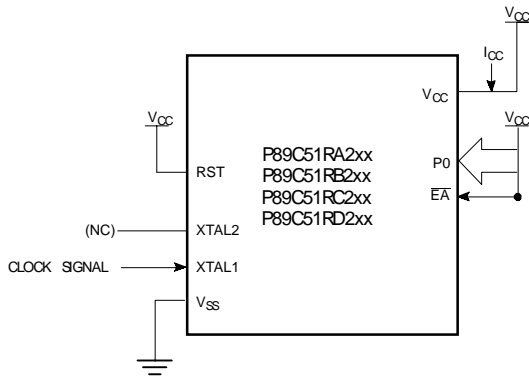 VCC
ICC
VCC
VCC
VCC
P89C51RA2xx
P89C51RB2xx
P89C51RC2xx
P89C51RD2xx
P0
RST
EA
(NC)
XTAL2
CLOCK SIGNAL
XTAL1
VSS